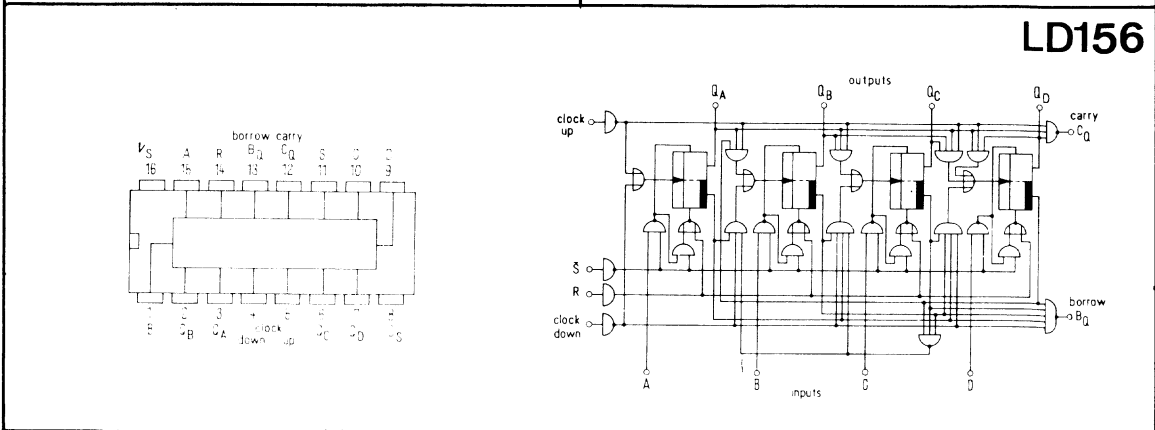 LD156
borrow carry
VS A R BQ CQ S C D
16 15 14 13 12 11 10 9
1 2 3 4 5 6 7 8
B QB QA clock QC QD
down up
outputs
QA QB QC QD
clock up
carry CQ
S̄
R
clock down
borrow BQ
A B C D
inputs